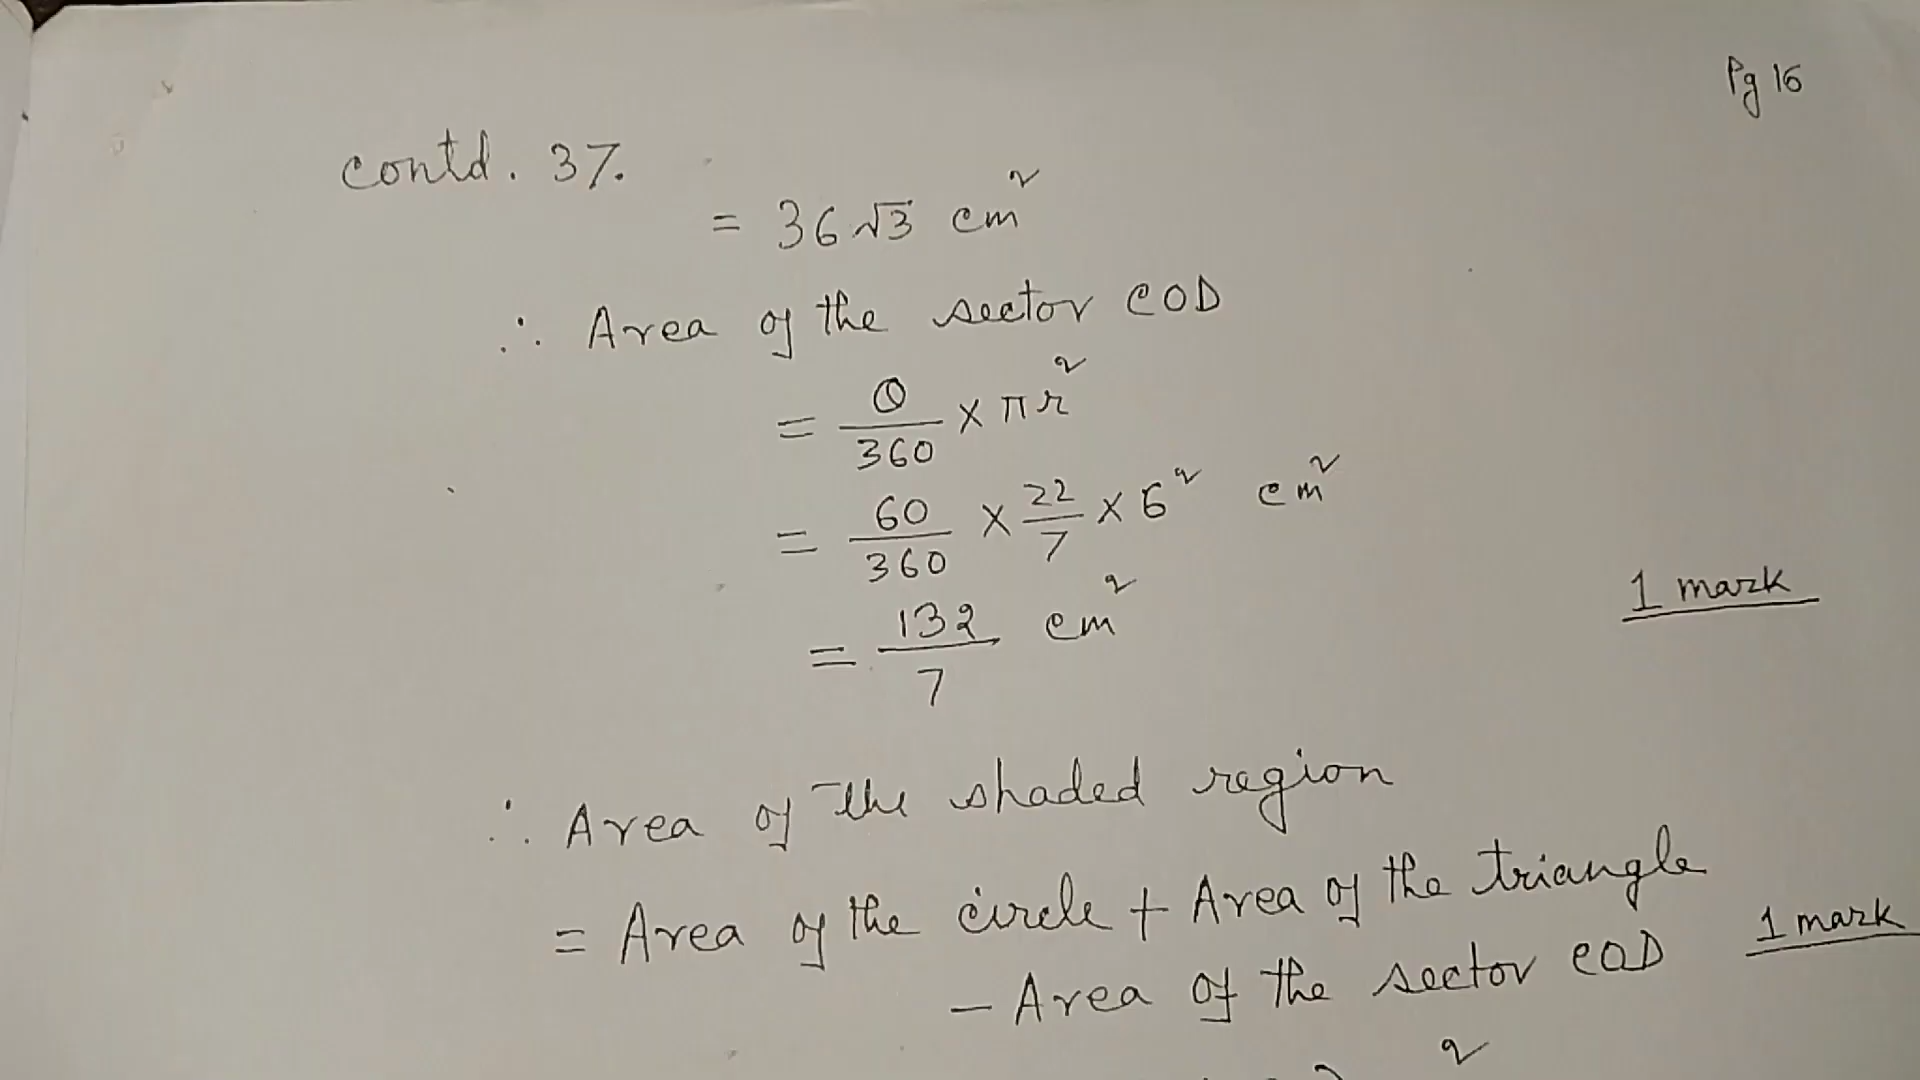 Pg 16
contd. 37.
= 36√3 cm²
∴ Area of the sector COD
= θ/360 × πr²
= 60/360 × 22/7 × 6² cm²
= 132/7 cm²
1 mark
∴ Area of the shaded region
= Area of the circle + Area of the triangle
− Area of the sector COD
1 mark